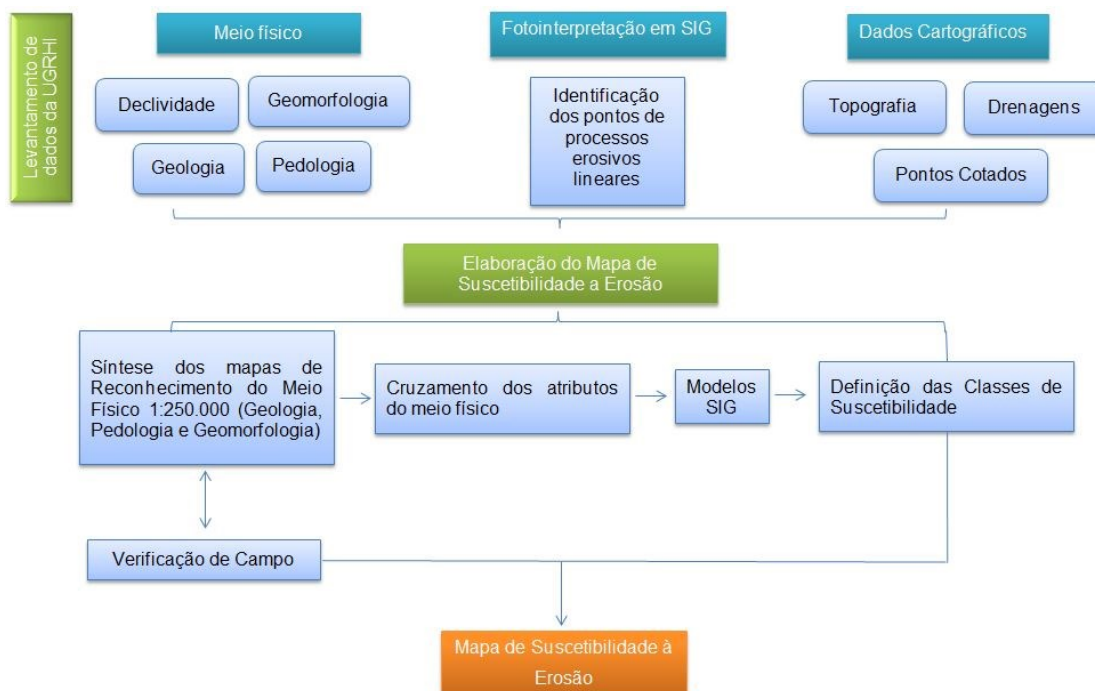 Levantamento de
dados da UGRHI
Meio físico
Declividade
Geomorfologia
Geologia
Pedologia
Fotointerpretação em SIG
Identificação
dos pontos de
processos
erosivos
lineares
Dados Cartográficos
Topografia
Drenagens
Pontos Cotados
Elaboração do Mapa de
Suscetibilidade a Erosão
Síntese dos mapas de
Reconhecimento do Meio
Físico 1:250.000 (Geologia,
Pedologia e Geomorfologia)
Cruzamento dos atributos
do meio físico
Modelos
SIG
Definição das Classes de
Suscetibilidade
Verificação de Campo
Mapa de Suscetibilidade à
Erosão